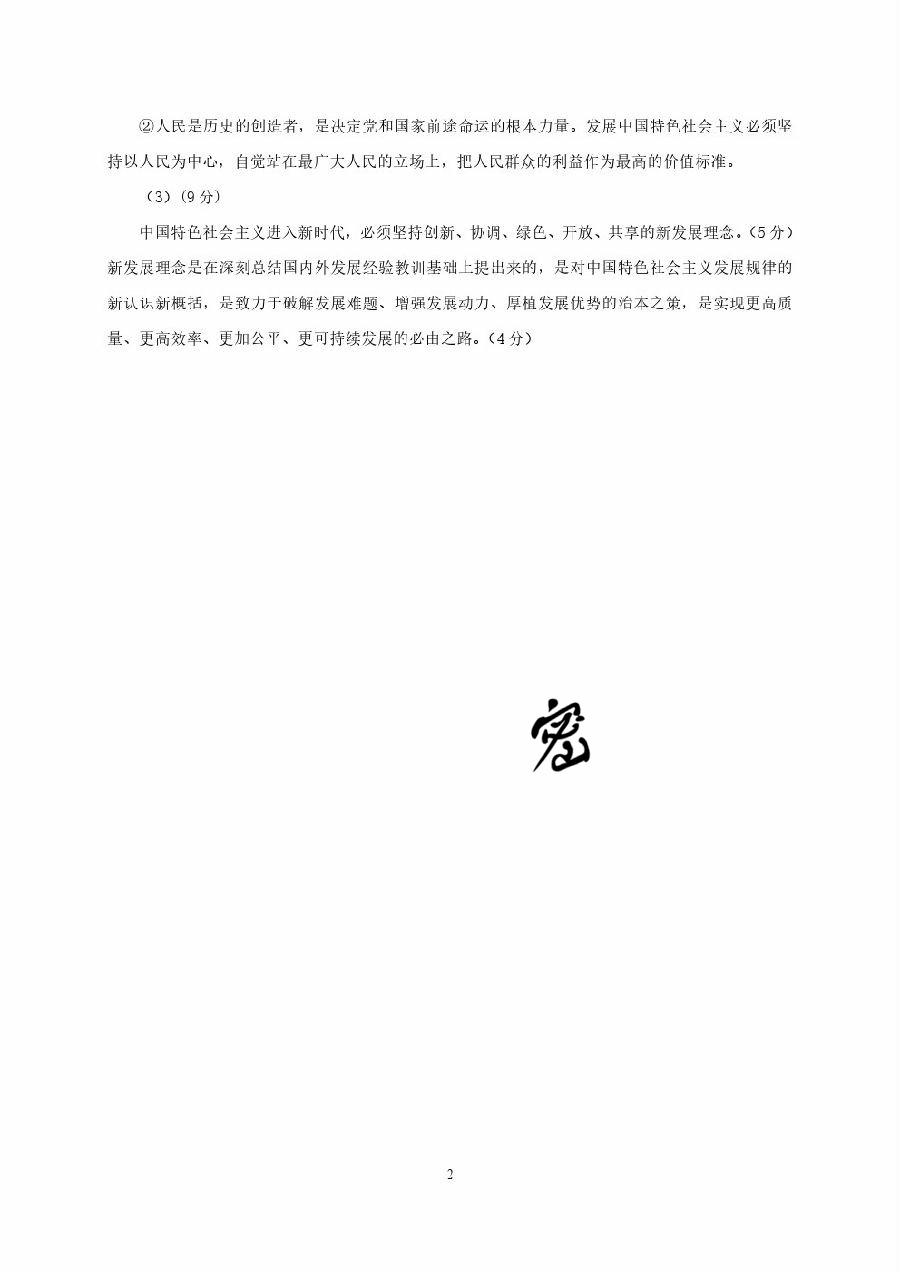 ②人民是历史的创造者，是决定党和国家前途命运的根本力量。发展中国特色社会主义必须坚
持以人民为中心，自觉站在最广大人民的立场上，把人民群众的利益作为最高的价值标准。
（3）(9 分)
中国特色社会主义进入新时代，必须坚持创新、协调、绿色、开放、共享的新发展理念。（5 分）
新发展理念是在深刻总结国内外发展经验教训基础上提出来的，是对中国特色社会主义发展规律的
新认识新概括，是致力于破解发展难题、增强发展动力、厚植发展优势的治本之策，是实现更高质
量、更高效率、更加公平、更可持续发展的必由之路。（4 分）
密
2